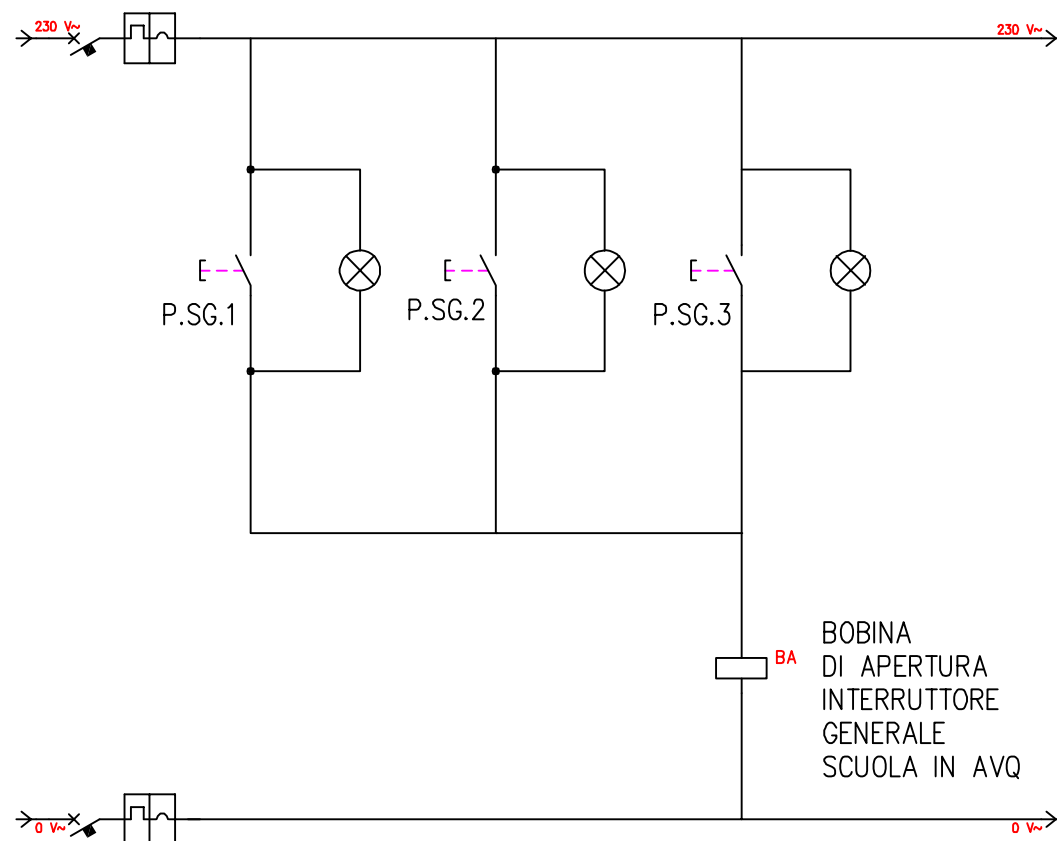 230 V~
230 V~
P.SG.1
P.SG.2
P.SG.3
BA
BOBINA
DI APERTURA
INTERRUTTORE
GENERALE
SCUOLA IN AVQ
0 V~
0 V~